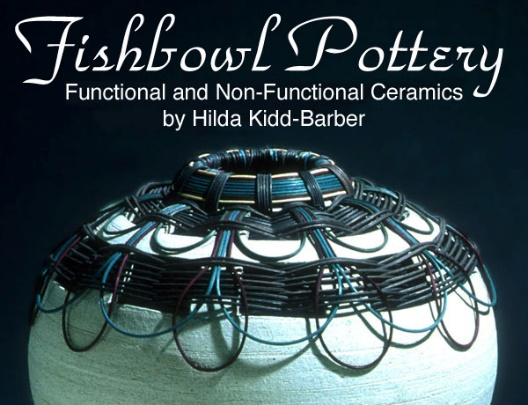 Fishbowl Pottery
Functional and Non-Functional Ceramics
by Hilda Kidd-Barber